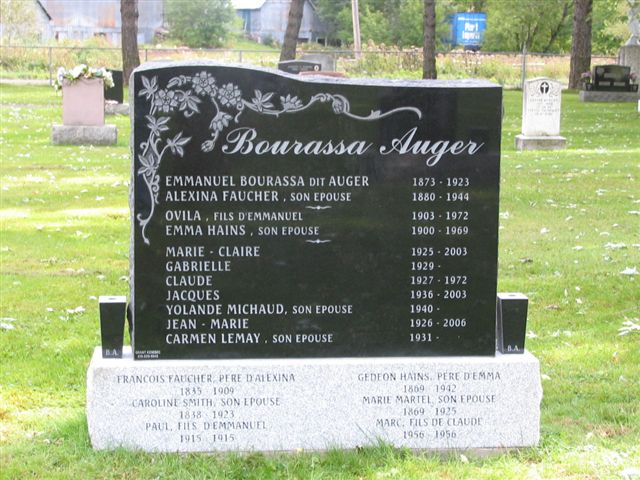 Bourassa Auger
EMMANUEL BOURASSA DIT AUGER 1873 - 1923
ALEXINA FAUCHER , SON EPOUSE 1880 - 1944
OVILA , FILS D'EMMANUEL 1903 - 1972
EMMA HAINS , SON EPOUSE 1900 - 1969
MARIE - CLAIRE 1925 - 2003
GABRIELLE 1929 -
CLAUDE 1927 - 1972
JACQUES 1936 - 2003
YOLANDE MICHAUD, SON EPOUSE 1940 -
JEAN - MARIE 1926 - 2006
CARMEN LEMAY , SON EPOUSE 1931 -
B.A. B.A.
FRANCOIS FAUCHER, PERE D'ALEXINA
1835 - 1909
CAROLINE SMITH, SON EPOUSE
1838 - 1923
PAUL, FILS, D'EMMANUEL
1915 - 1915
GEDEON HAINS, PERE D'EMMA
1869 - 1942
MARIE MARTEL, SON EPOUSE
1869 - 1925
MARC, FILS DE CLAUDE
1956 - 1956